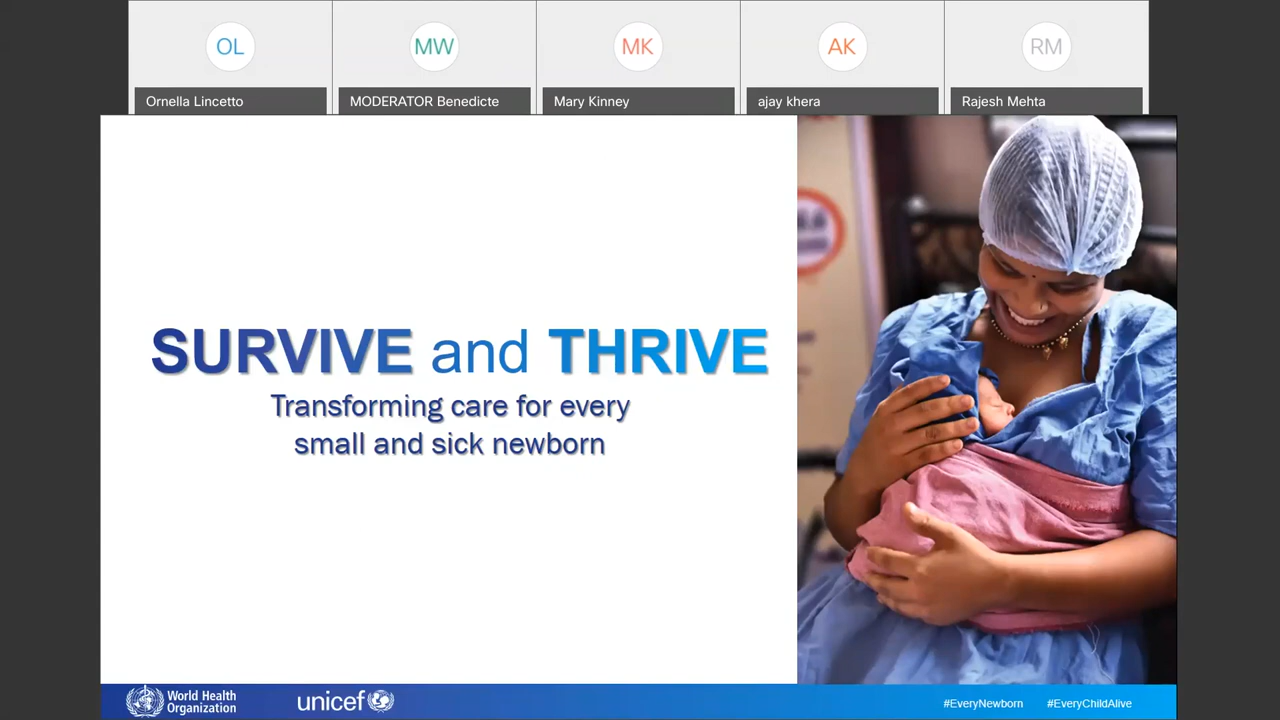 OL
MW
MK
AK
RM
Ornella Lincetto
MODERATOR Benedicte
Mary Kinney
ajay khera
Rajesh Mehta
SURVIVE and THRIVE
Transforming care for every
small and sick newborn
World Health
Organization
unicef
#EveryNewborn
#EveryChildAlive